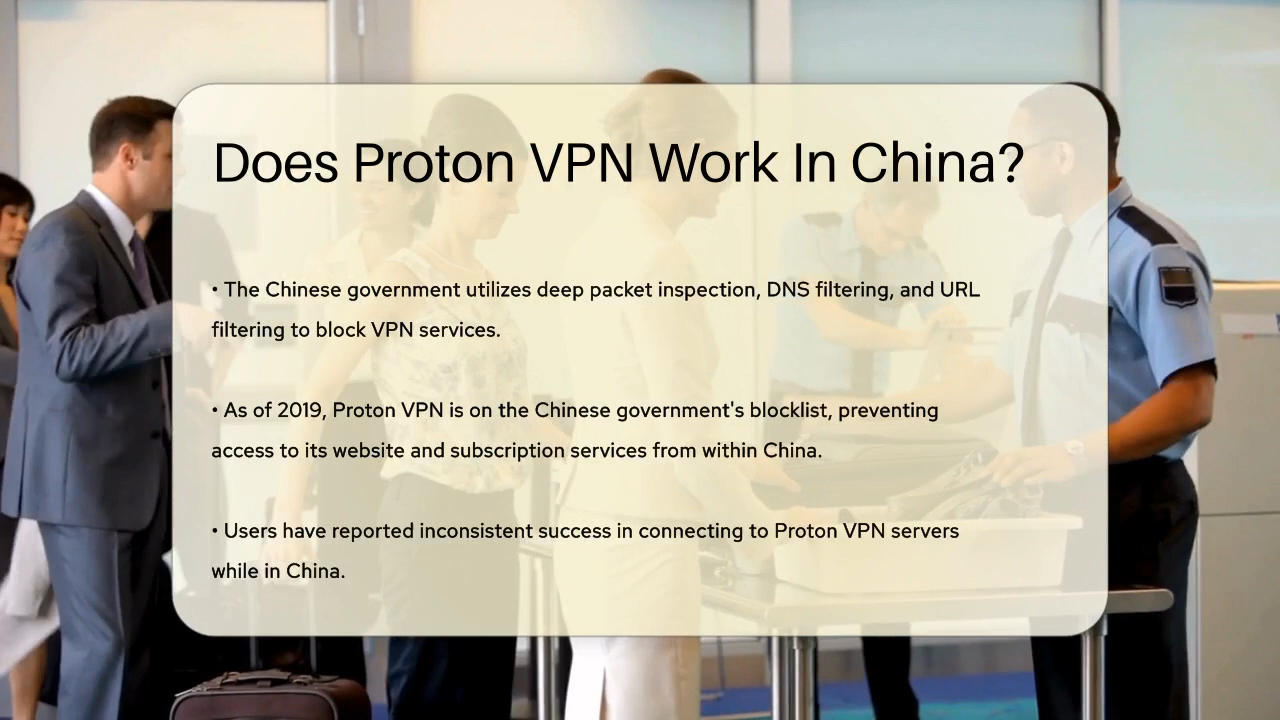 Does Proton VPN Work In China?
• The Chinese government utilizes deep packet inspection, DNS filtering, and URL
filtering to block VPN services.
• As of 2019, Proton VPN is on the Chinese government's blocklist, preventing
access to its website and subscription services from within China.
• Users have reported inconsistent success in connecting to Proton VPN servers
while in China.